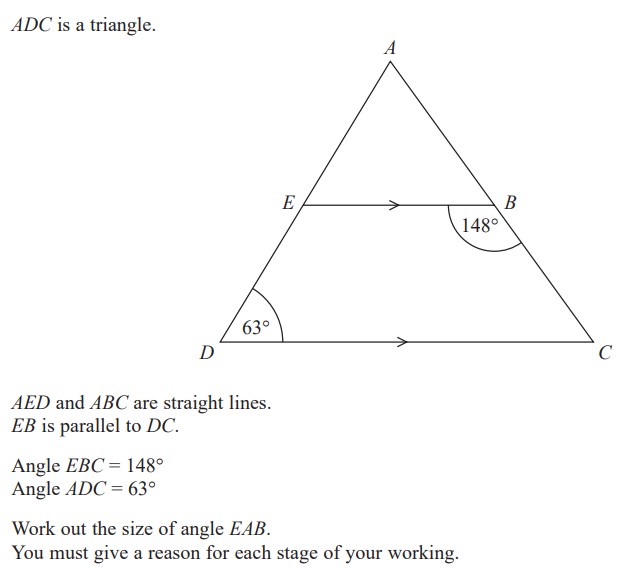 ADC is a triangle.
A
E
B
148°
63°
D
C
AED and ABC are straight lines.
EB is parallel to DC.
Angle EBC = 148°
Angle ADC = 63°
Work out the size of angle EAB.
You must give a reason for each stage of your working.